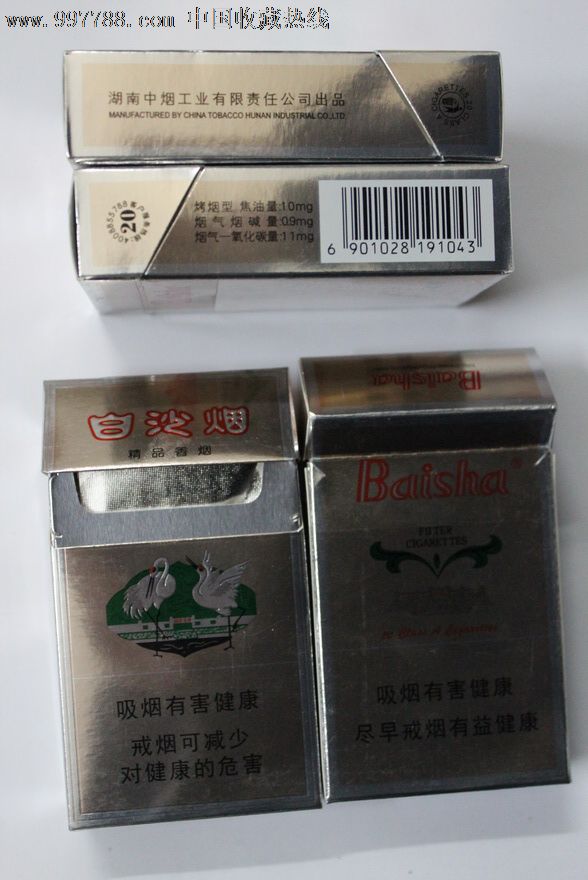 www.997788.com 中国收藏热线
湖南中烟工业有限责任公司出品
MANUFACTURED BY CHINA TOBACCO HUNAN INDUSTRIAL CO.,LTD.
CIGARETTES 20 CLASS A
20
4008855788
烤烟型 焦油量:10mg
烟气烟碱量:0.9mg
烟气一氧化碳量:11mg
6 901028 191043
Baisha
白沙烟
精品香烟
Baisha®
FILTER
CIGARETTES
吸烟有害健康
戒烟可减少
对健康的危害
吸烟有害健康
尽早戒烟有益健康